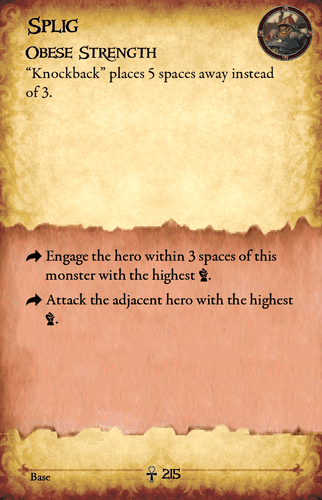 Splig
Obese Strength
“Knockback” places 5 spaces away instead
of 3.
Engage the hero within 3 spaces of this
monster with the highest .
Attack the adjacent hero with the highest
.
Base
215